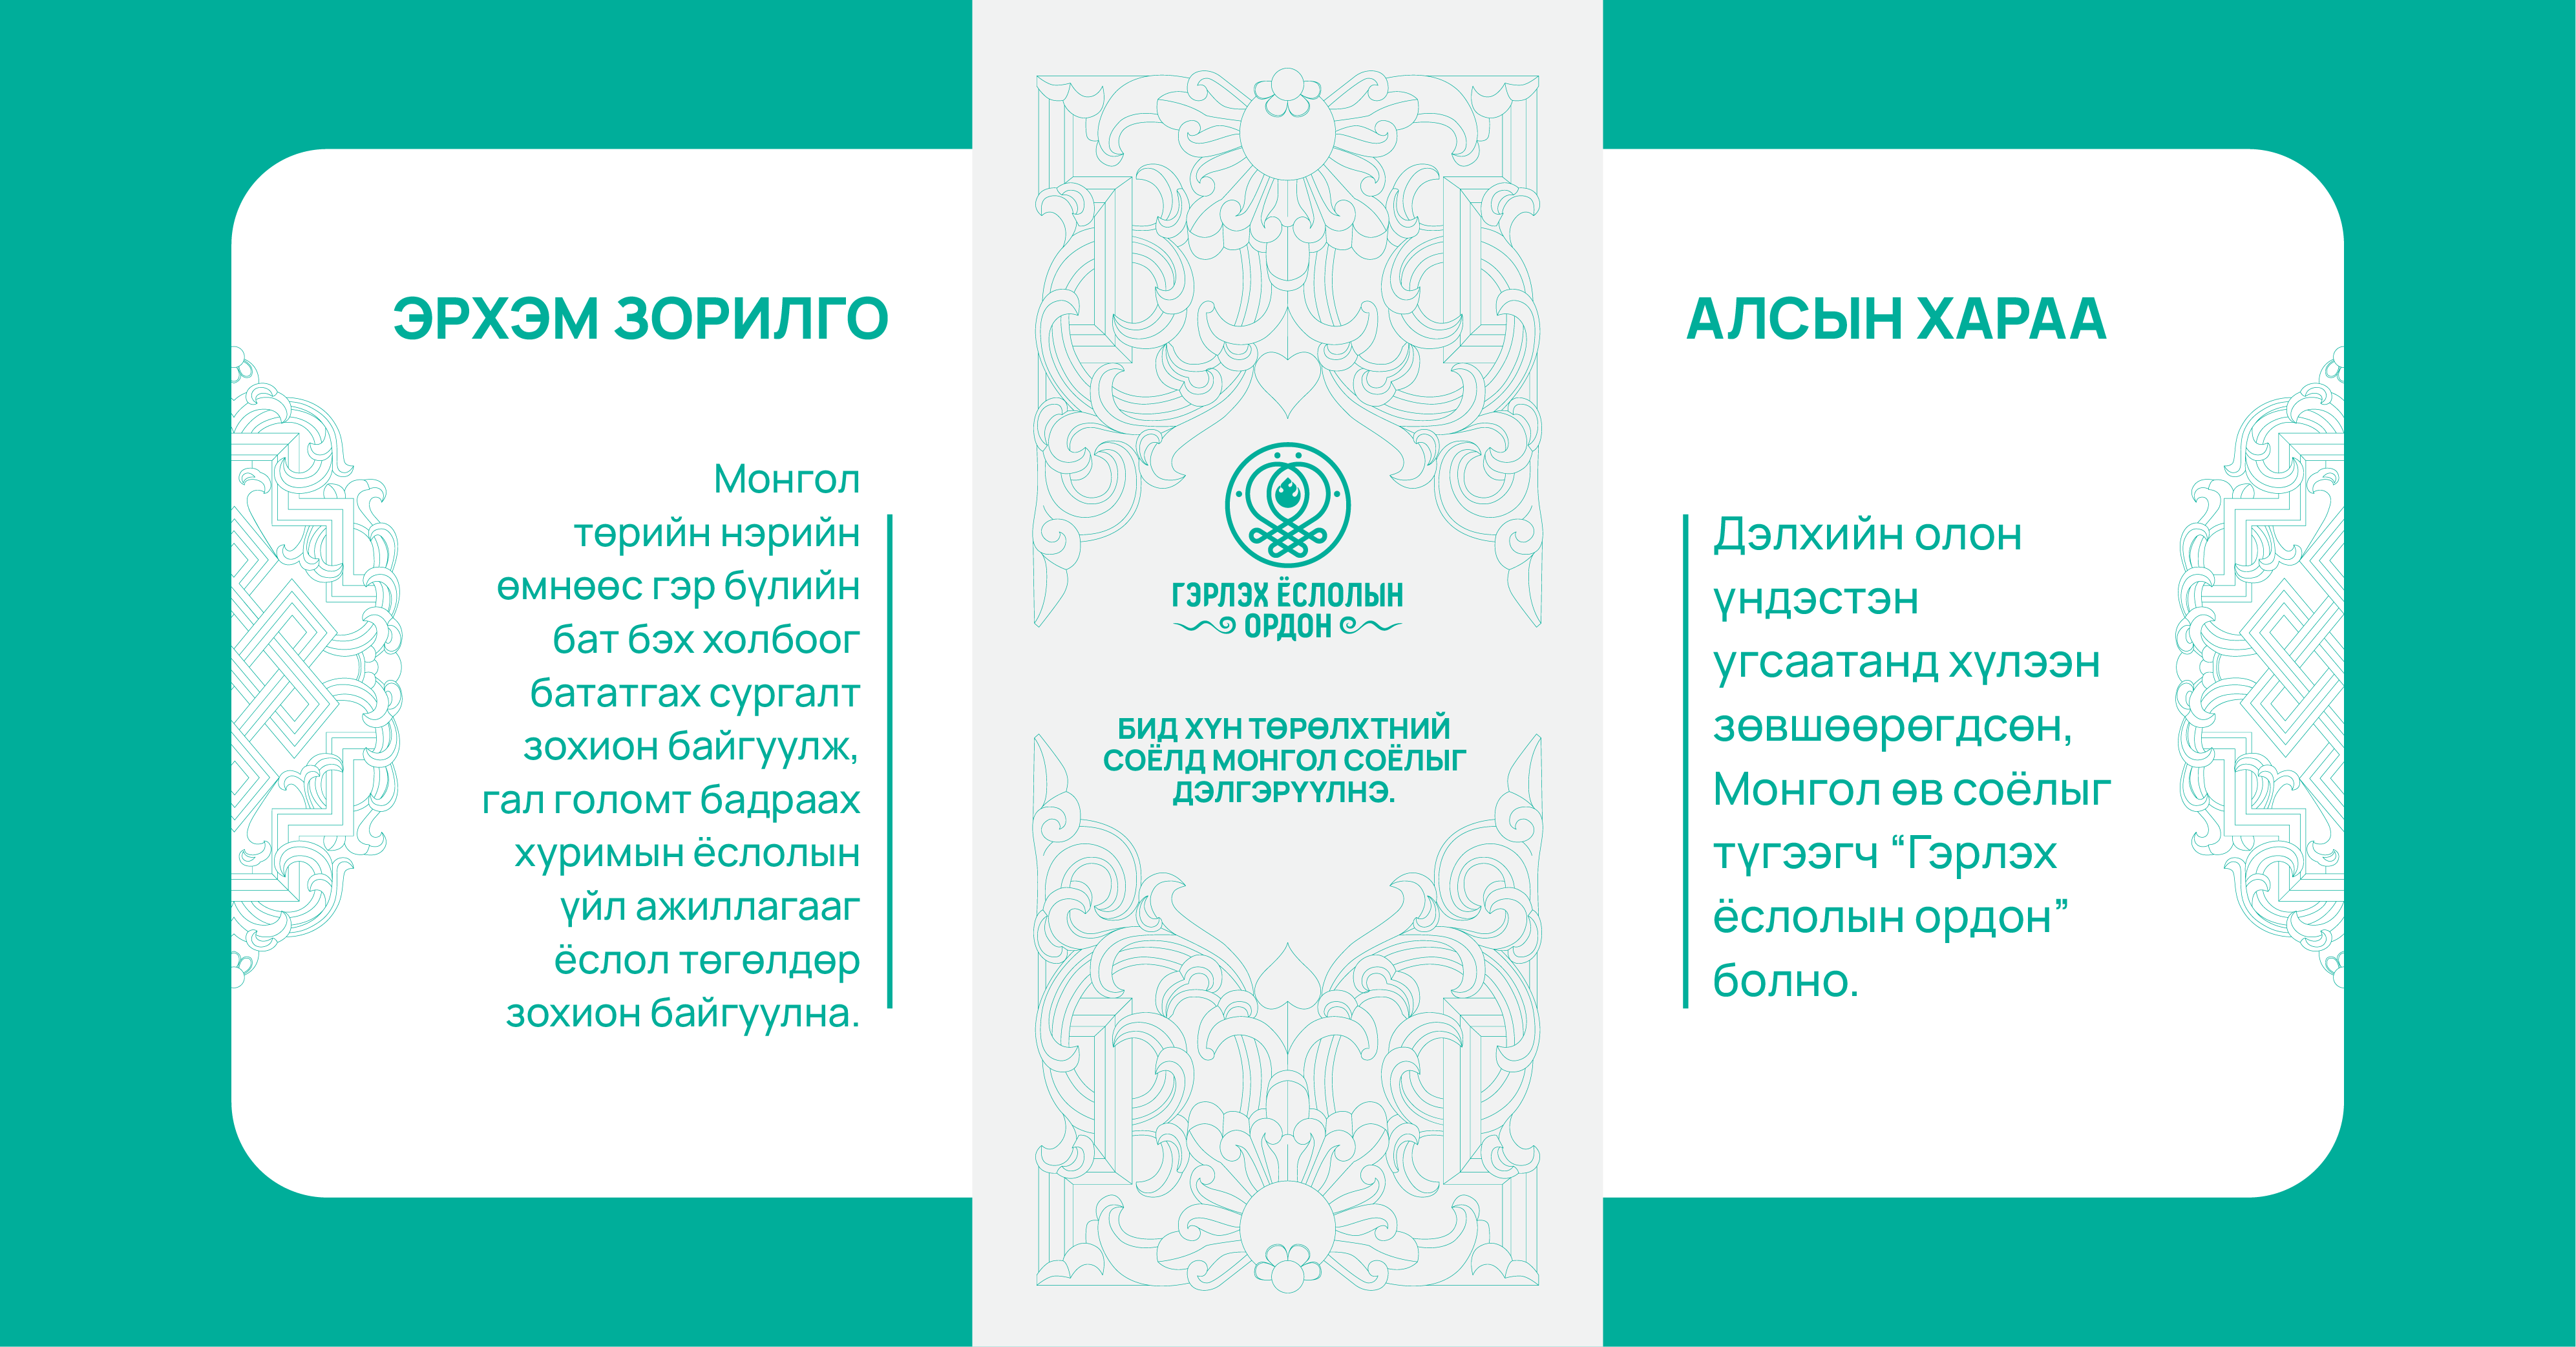 ЭРХЭМ ЗОРИЛГО
Монгол
төрийн нэрийн
өмнөөс гэр бүлийн
бат бэх холбоог
бататгах сургалт
зохион байгуулж,
гал голомт бадраах
хуримын ёслолын
үйл ажиллагааг
ёслол төгөлдөр
зохион байгуулна.
ГЭРЛЭХ ЁСЛОЛЫН
ОРДОН
БИД ХҮН ТӨРӨЛХТНИЙ
СОЁЛД МОНГОЛ СОЁЛЫГ
ДЭЛГЭРҮҮЛНЭ.
АЛСЫН ХАРАА
Дэлхийн олон
үндэстэн
угсаатанд хүлээн
зөвшөөрөгдсөн,
Монгол өв соёлыг
түгээгч “Гэрлэх
ёслолын ордон”
болно.